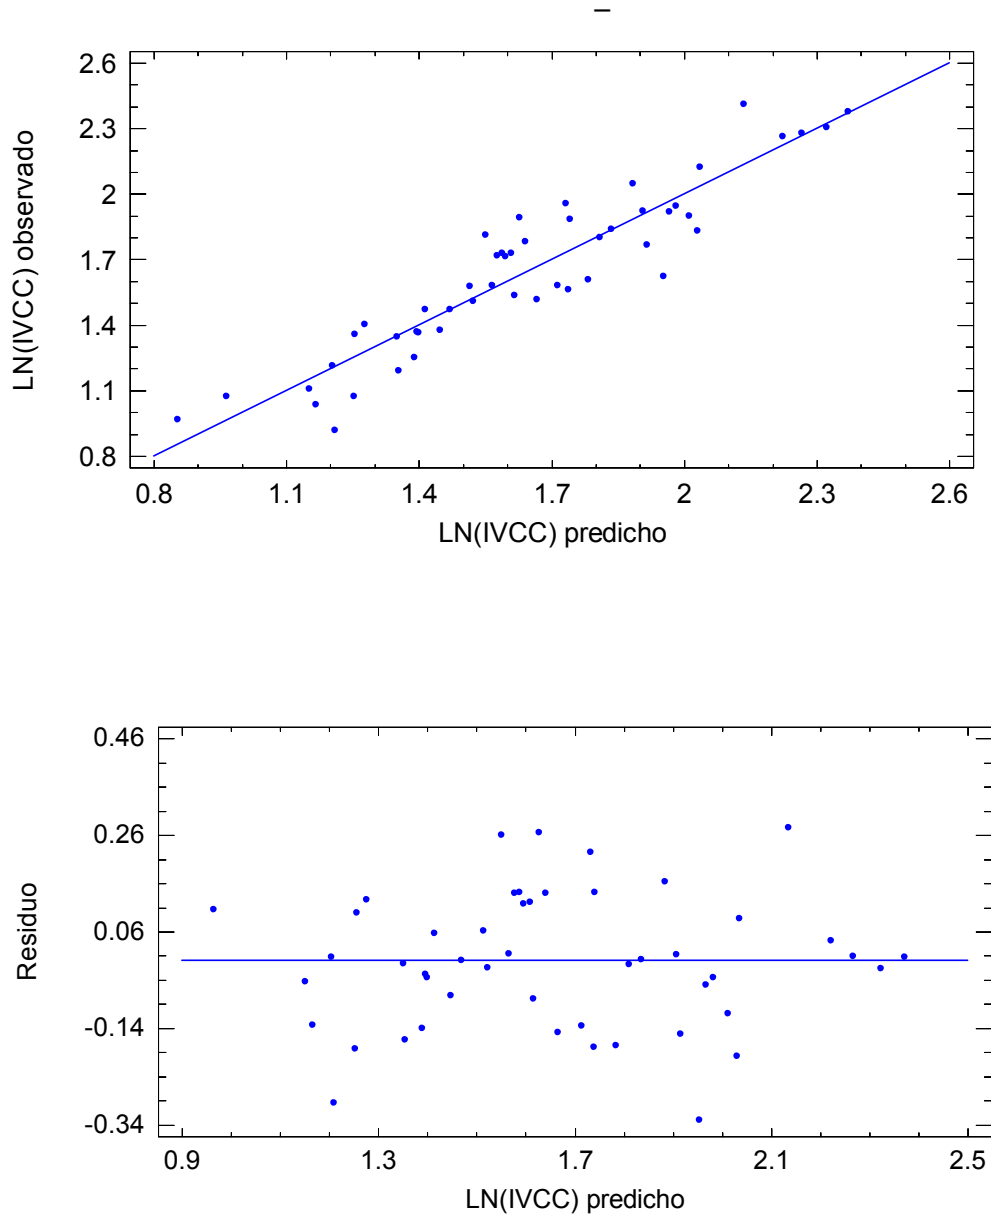 _
2.6
2.3
2
1.7
1.4
1.1
0.8
LN(IVCC) observado
0.8 1.1 1.4 1.7 2 2.3 2.6
LN(IVCC) predicho
0.46
0.26
0.06
-0.14
-0.34
Residuo
0.9 1.3 1.7 2.1 2.5
LN(IVCC) predicho